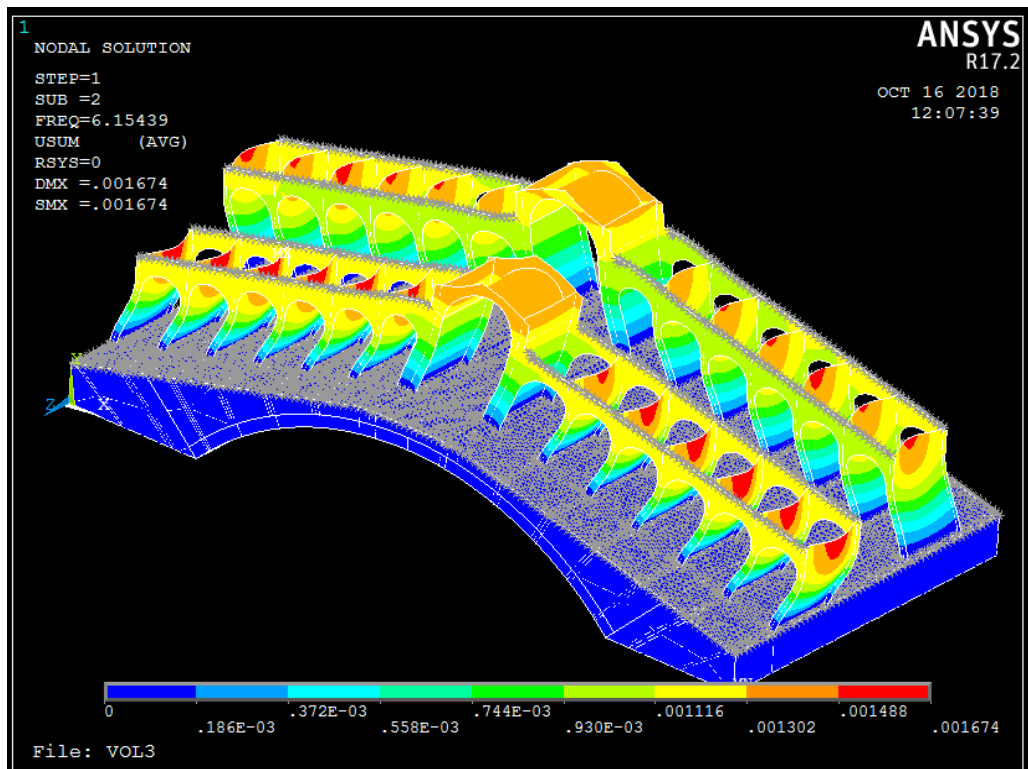 1
NODAL SOLUTION
STEP=1
SUB =2
FREQ=6.15439
USUM (AVG)
RSYS=0
DMX =.001674
SMX =.001674
ANSYS
R17.2
OCT 16 2018
12:07:39
Z X
0 .372E-03 .744E-03 .001116 .001488
.186E-03 .558E-03 .930E-03 .001302 .001674
File: VOL3